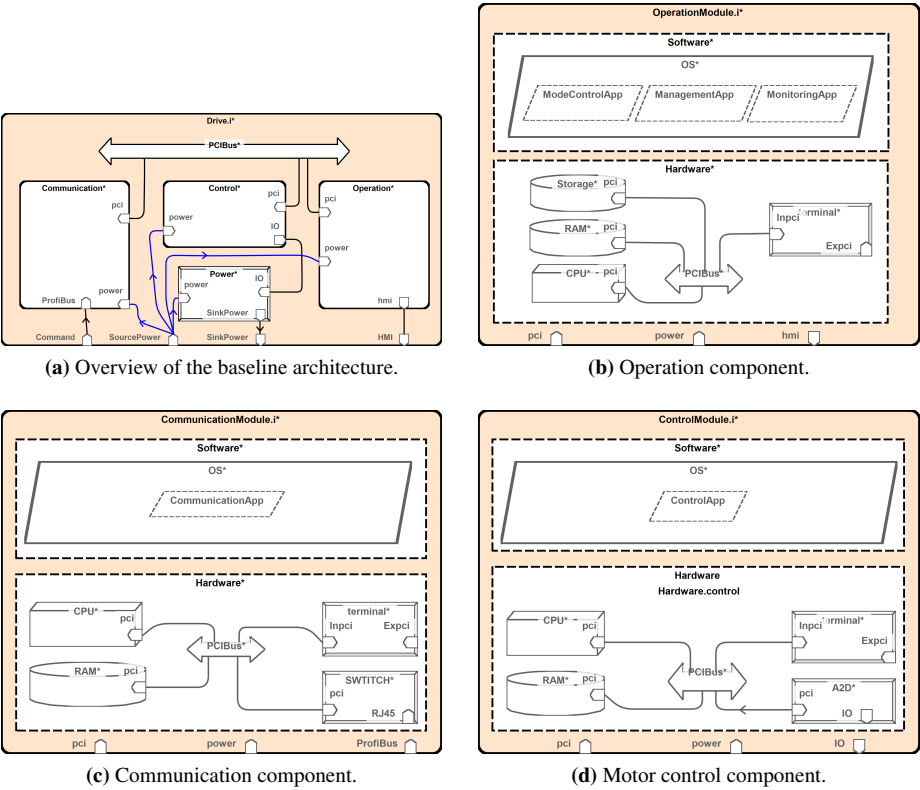 Drive.i*
PCIBus*
Communication*
Control*
Operation*
pci
pci
pci
power
IO
power
Power*
power
IO
SinkPower
power
ProfiBus
hmi
Command
SourcePower
SinkPower
HMI
(a) Overview of the baseline architecture.
OperationModule.i*
Software*
OS*
ModeControlApp
ManagementApp
MonitoringApp
Hardware*
Storage*
pci
RAM*
pci
CPU*
pci
PCIBus*
terminal*
Inpci
Expci
pci
power
hmi
(b) Operation component.
CommunicationModule.i*
Software*
OS*
CommunicationApp
Hardware*
CPU*
pci
RAM*
pci
PCIBus*
terminal*
Inpci
Expci
SWTITCH*
pci
RJ45
pci
power
ProfiBus
(c) Communication component.
ControlModule.i*
Software*
OS*
ControlApp
Hardware
Hardware.control
CPU*
pci
RAM*
pci
PCIBus*
terminal*
Inpci
Expci
A2D*
pci
IO
pci
power
IO
(d) Motor control component.